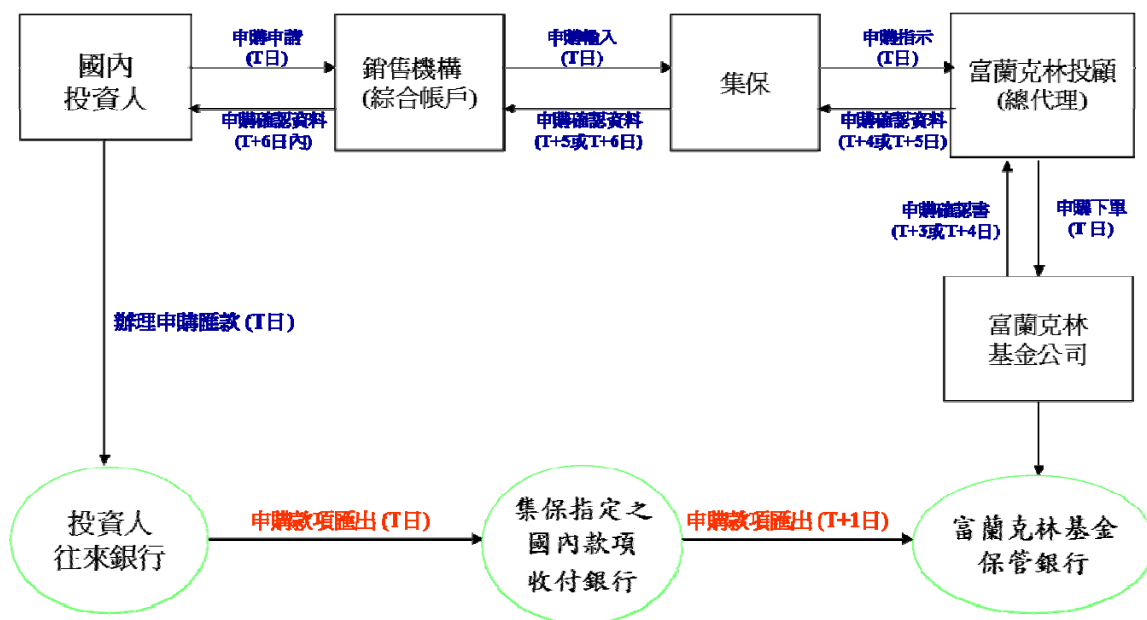 國內
投資人
申購申請
(T日)
申購確認資料
(T+6日內)
銷售機構
(綜合帳戶)
申購輸入
(T日)
申購確認資料
(T+5或T+6日)
集保
申購指示
(T日)
申購確認資料
(T+4或T+5日)
富蘭克林投顧
(總代理)
申購確認書
(T+3或T+4日)
申購下單
(T日)
富蘭克林
基金公司
辦理申購匯款 (T日)
投資人
往來銀行
申購款項匯出 (T日)
集保指定之
國內款項
收付銀行
申購款項匯出 (T+1日)
富蘭克林基金
保管銀行